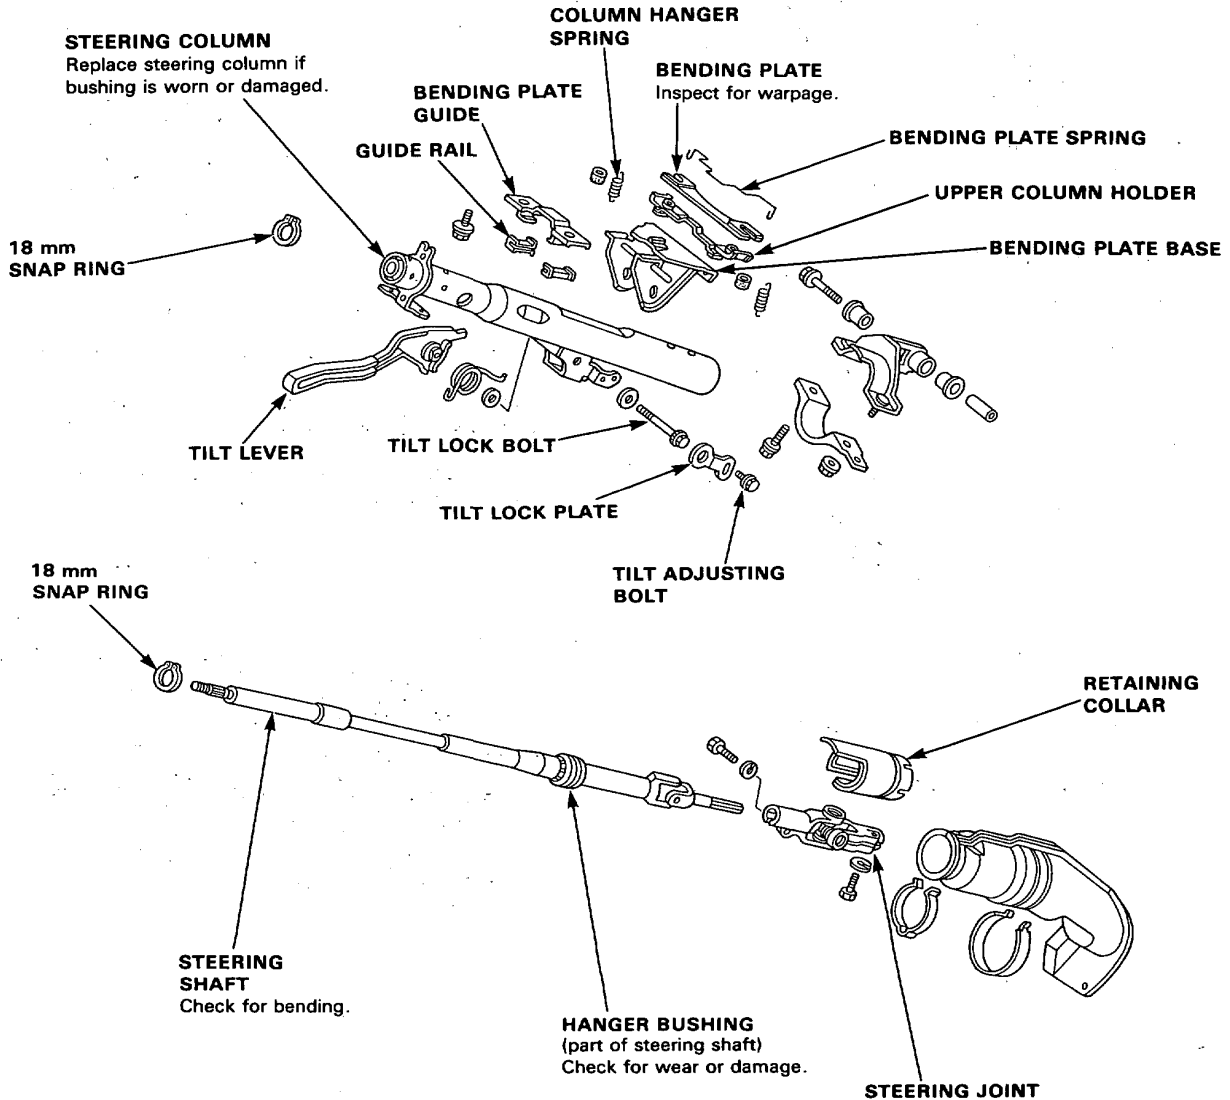 COLUMN HANGER
SPRING
STEERING COLUMN
Replace steering column if
bushing is worn or damaged.
BENDING PLATE
Inspect for warpage.
BENDING PLATE
GUIDE
BENDING PLATE SPRING
GUIDE RAIL
UPPER COLUMN HOLDER
18 mm
SNAP RING
BENDING PLATE BASE
TILT LEVER
TILT LOCK BOLT
TILT LOCK PLATE
TILT ADJUSTING
BOLT
18 mm
SNAP RING
RETAINING
COLLAR
STEERING
SHAFT
Check for bending.
HANGER BUSHING
(part of steering shaft)
Check for wear or damage.
STEERING JOINT